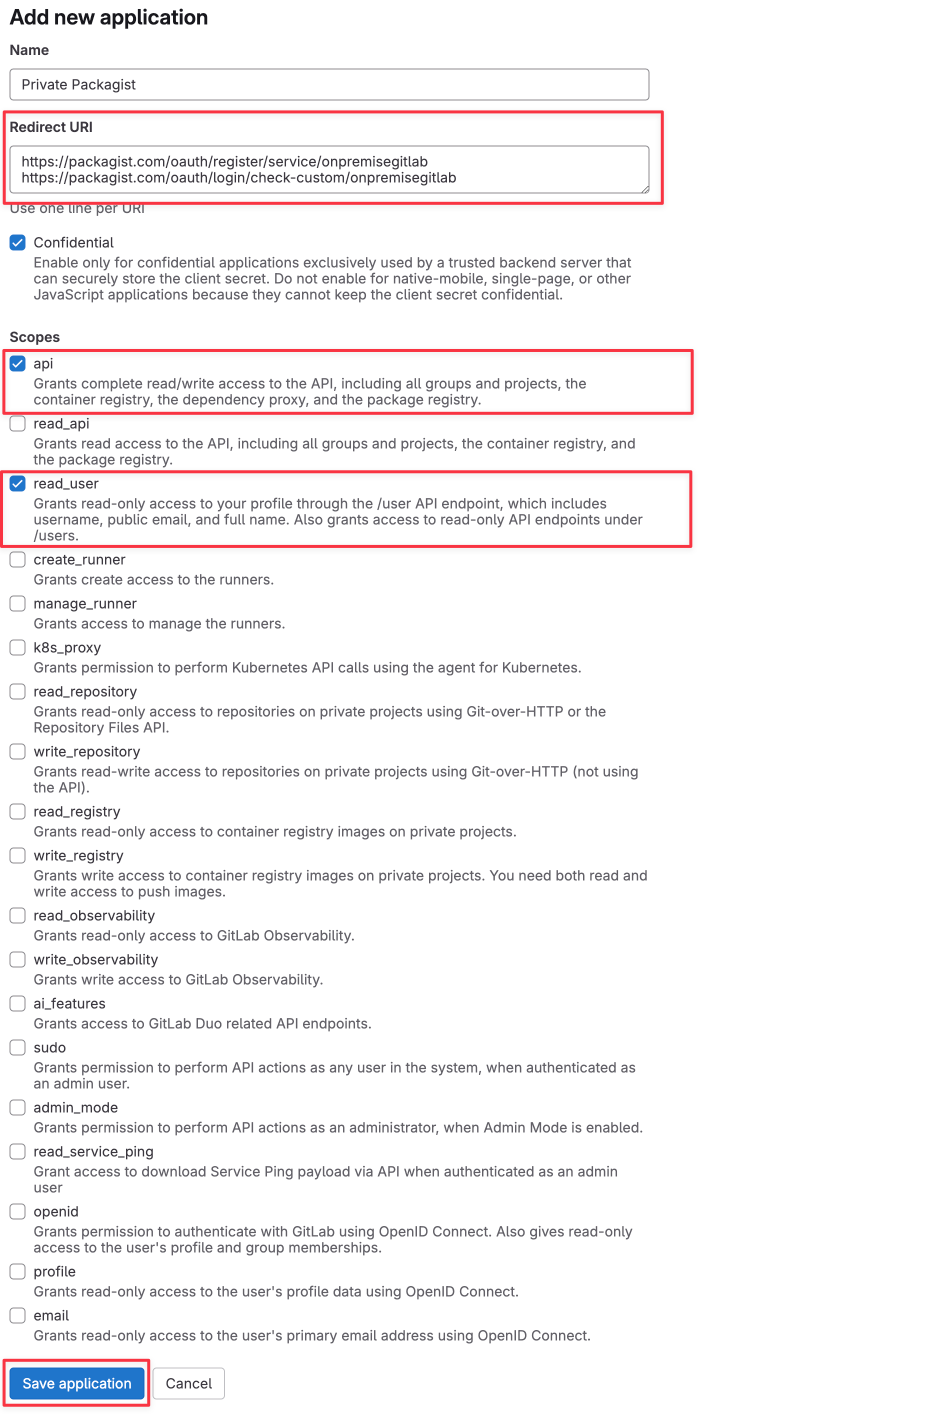 Add new application
Name
Private Packagist
Redirect URI
https://packagist.com/oauth/register/service/onpremisegitlab
https://packagist.com/oauth/login/check-custom/onpremisegitlab
Use one line per URI
Confidential
Enable only for confidential applications exclusively used by a trusted backend server that
can securely store the client secret. Do not enable for native-mobile, single-page, or other
JavaScript applications because they cannot keep the client secret confidential.
Scopes
api
Grants complete read/write access to the API, including all groups and projects, the
container registry, the dependency proxy, and the package registry.
read_api
Grants read access to the API, including all groups and projects, the container registry, and
the package registry.
read_user
Grants read-only access to your profile through the /user API endpoint, which includes
username, public email, and full name. Also grants access to read-only API endpoints under
/users.
create_runner
Grants create access to the runners.
manage_runner
Grants access to manage the runners.
k8s_proxy
Grants permission to perform Kubernetes API calls using the agent for Kubernetes.
read_repository
Grants read-only access to repositories on private projects using Git-over-HTTP or the
Repository Files API.
write_repository
Grants read-write access to repositories on private projects using Git-over-HTTP (not using
the API).
read_registry
Grants read-only access to container registry images on private projects.
write_registry
Grants write access to container registry images on private projects. You need both read and
write access to push images.
read_observability
Grants read-only access to GitLab Observability.
write_observability
Grants write access to GitLab Observability.
ai_features
Grants access to GitLab Duo related API endpoints.
sudo
Grants permission to perform API actions as any user in the system, when authenticated as
an admin user.
admin_mode
Grants permission to perform API actions as an administrator, when Admin Mode is enabled.
read_service_ping
Grant access to download Service Ping payload via API when authenticated as an admin
user
openid
Grants permission to authenticate with GitLab using OpenID Connect. Also gives read-only
access to the user's profile and group memberships.
profile
Grants read-only access to the user's profile data using OpenID Connect.
email
Grants read-only access to the user's primary email address using OpenID Connect.
Save application Cancel